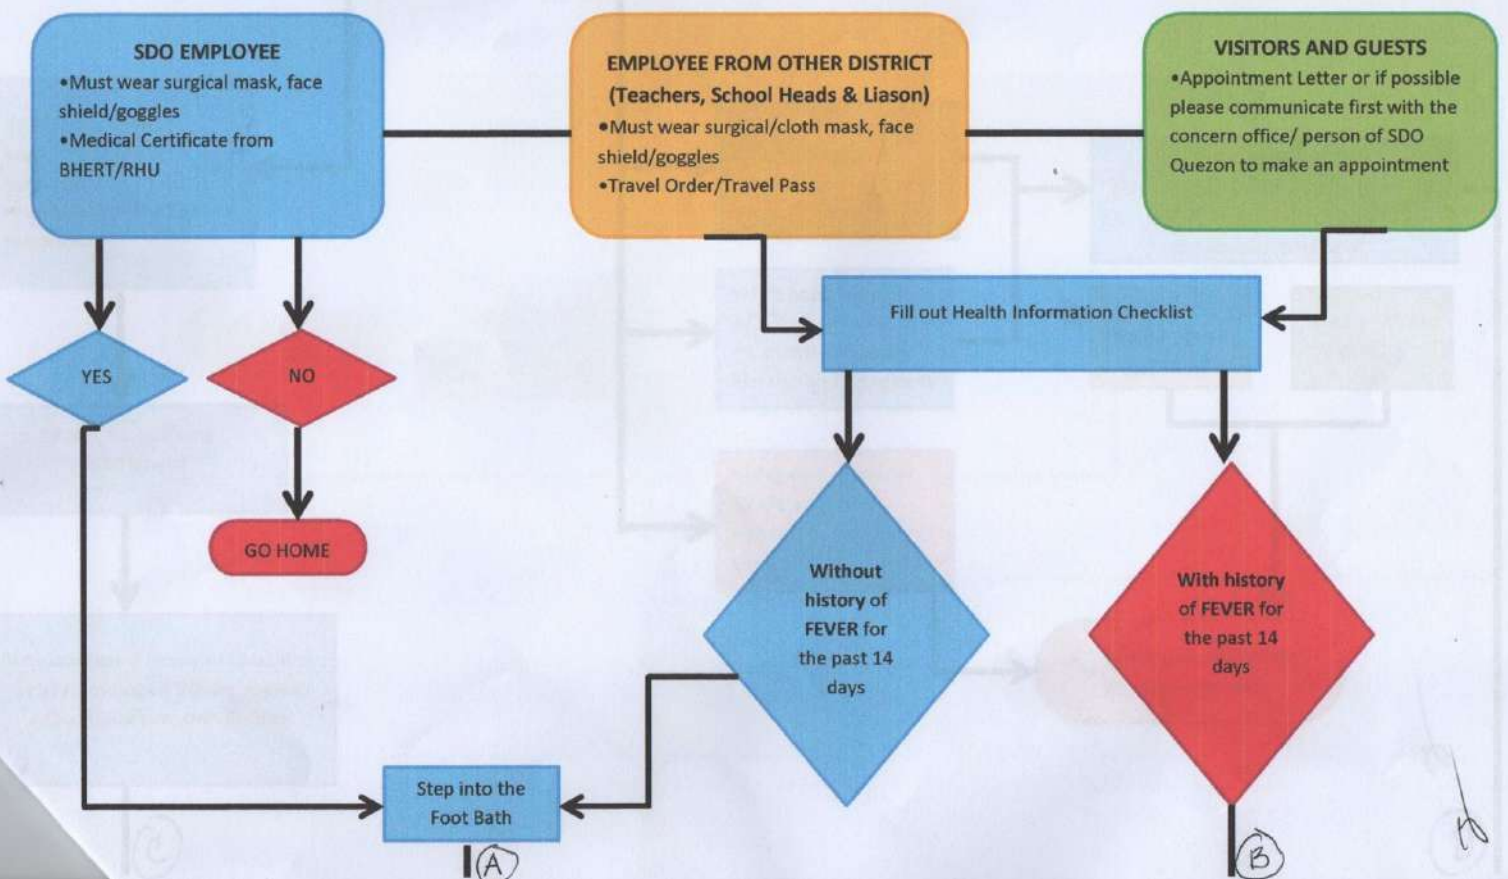 SDO EMPLOYEE
•Must wear surgical mask, face
shield/goggles
•Medical Certificate from
BHERT/RHU
EMPLOYEE FROM OTHER DISTRICT
(Teachers, School Heads & Liason)
•Must wear surgical/cloth mask, face
shield/goggles
•Travel Order/Travel Pass
VISITORS AND GUESTS
•Appointment Letter or if possible
please communicate first with the
concern office/ person of SDO
Quezon to make an appointment
Fill out Health Information Checklist
YES
NO
GO HOME
Without
history of
FEVER for
the past 14
days
With history
of FEVER for
the past 14
days
Step into the
Foot Bath
A
B